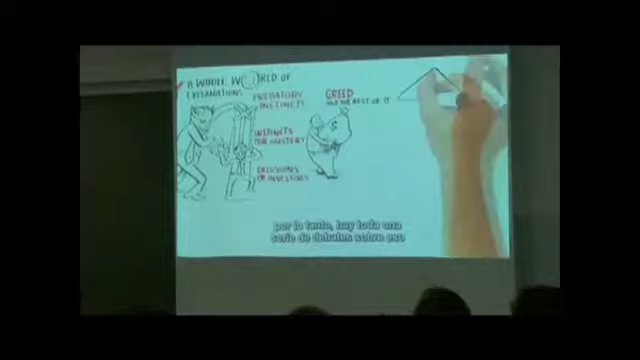 A WHOLE WORLD OF
EXPLANATIONS
PREDATORY
INSTINCTS
INSTINCTS
FOR MASTERY
DELUSIONS
OF INVESTORS
GREED
AND THE REST OF IT
$
por lo tanto, hay toda una
serie de debates sobre eso